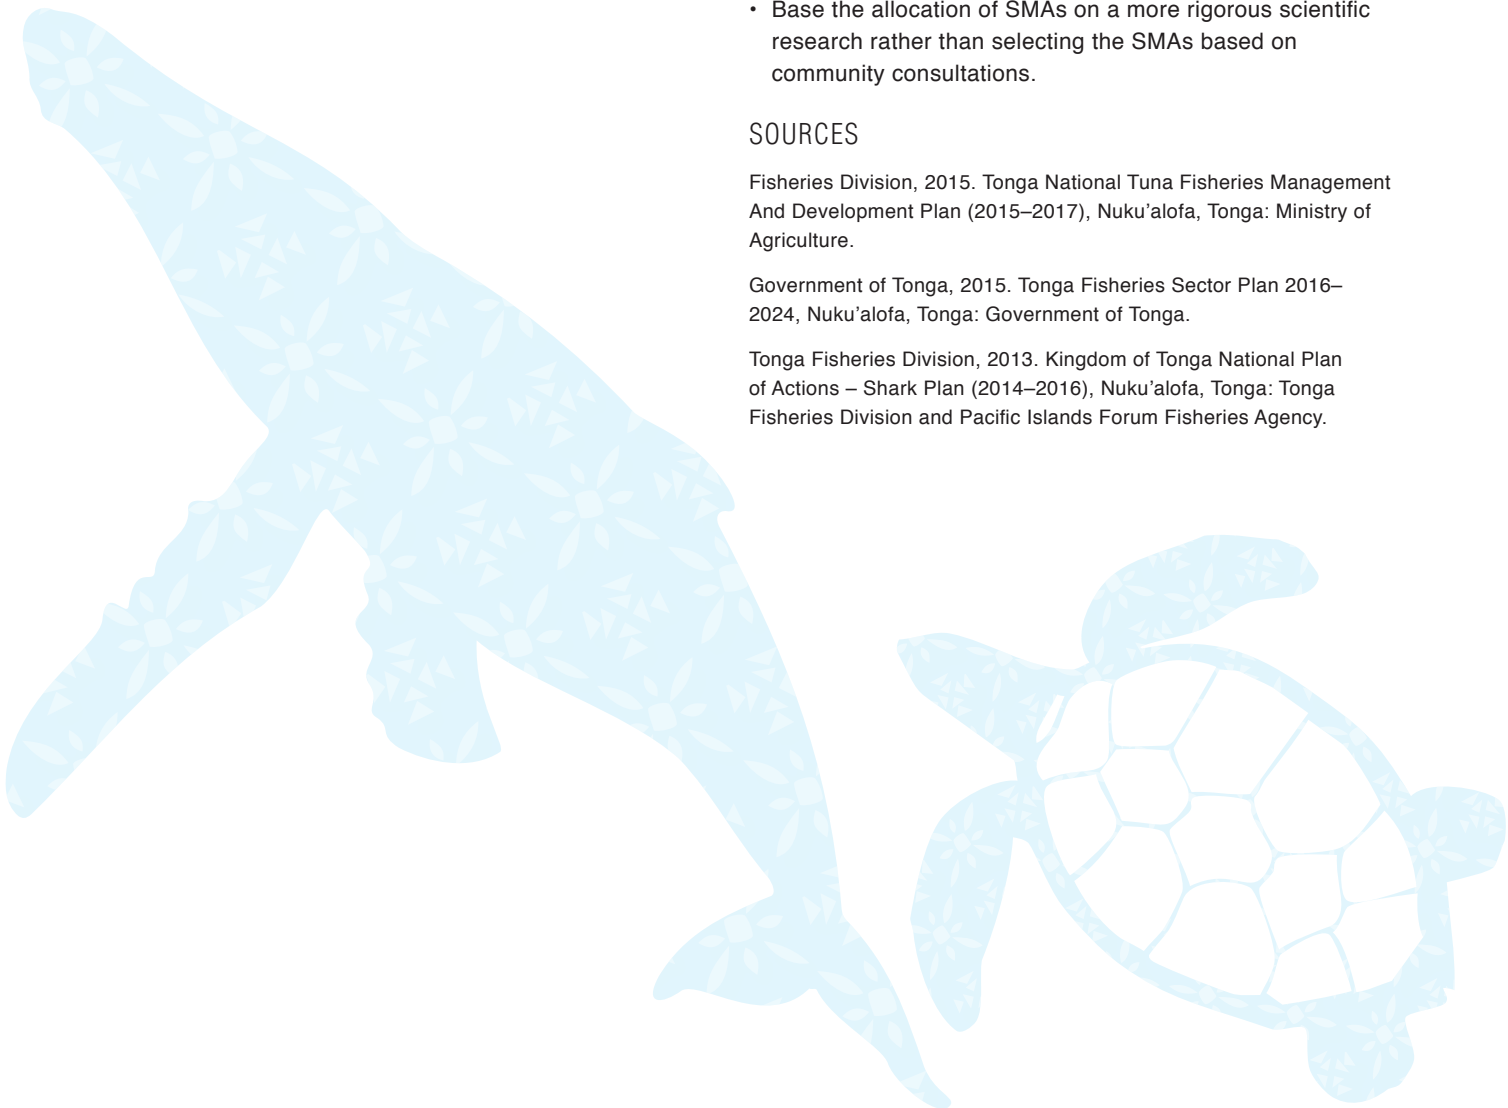 • Base the allocation of SMAs on a more rigorous scientific
research rather than selecting the SMAs based on
community consultations.
SOURCES
Fisheries Division, 2015. Tonga National Tuna Fisheries Management
And Development Plan (2015–2017), Nuku’alofa, Tonga: Ministry of
Agriculture.
Government of Tonga, 2015. Tonga Fisheries Sector Plan 2016–
2024, Nuku’alofa, Tonga: Government of Tonga.
Tonga Fisheries Division, 2013. Kingdom of Tonga National Plan
of Actions – Shark Plan (2014–2016), Nuku’alofa, Tonga: Tonga
Fisheries Division and Pacific Islands Forum Fisheries Agency.